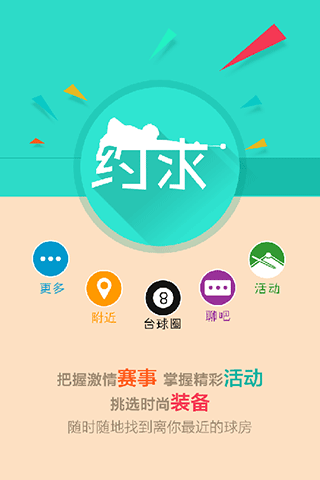 约求
更多
附近
8
台球圈
聊吧
活动
把握激情赛事 掌握精彩活动
挑选时尚装备
随时随地找到离你最近的球房